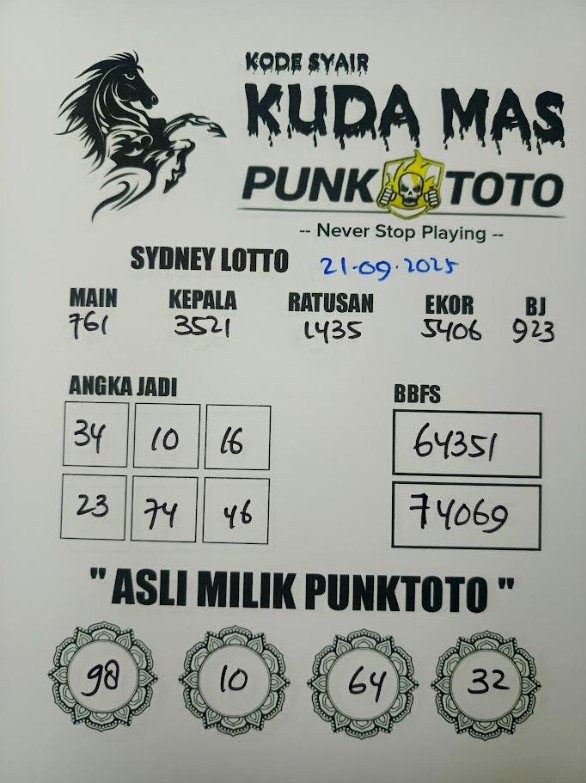 KODE SYAIR
KUDA MAS
PUNK TOTO
-- Never Stop Playing --
SYDNEY LOTTO 21-09-2025
MAIN KEPALA RATUSAN EKOR BJ
761 3521 1435 5406 923
ANGKA JADI BBFS
34 10 16 64351
23 74 46 74069
" ASLI MILIK PUNKTOTO "
98 10 64 32